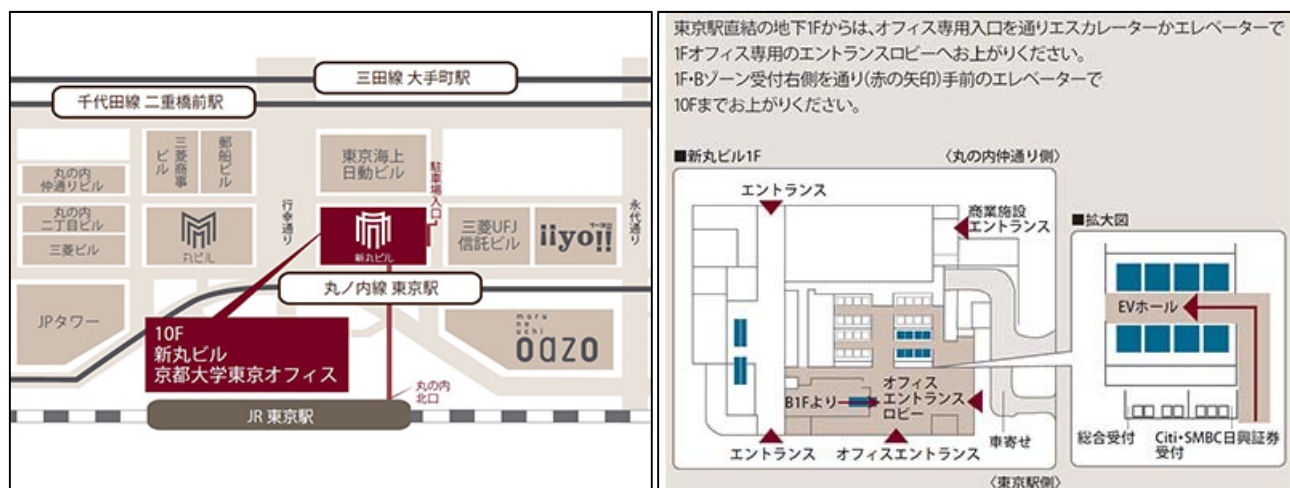 三田線 大手町駅
千代田線 二重橋前駅
丸の内
仲通りビル
三菱商事
ビル
郵船ビル
東京海上
日動ビル
駐車場入口
丸の内
二丁目ビル
三菱ビル
丸ビル
行幸通り
新丸ビル
三菱UFJ
信託ビル
iiyo!!
永代通り
丸ノ内線 東京駅
JPタワー
10F
新丸ビル
京都大学東京オフィス
maru
no
uchi
oazo
丸の内
北口
JR 東京駅
東京駅直結の地下1Fからは、オフィス専用入口を通りエスカレーターかエレベーターで
1Fオフィス専用のエントランスロビーへお上がりください。
1F・Bゾーン受付右側を通り(赤の矢印)手前のエレベーターで
10Fまでお上がりください。
■新丸ビル1F
〈丸の内仲通り側〉
エントランス
商業施設
エントランス
B1Fより
オフィス
エントランス
ロビー
エントランス
オフィスエントランス
車寄せ
〈東京駅側〉
■拡大図
EVホール
総合受付
Citi・SMBC日興証券
受付